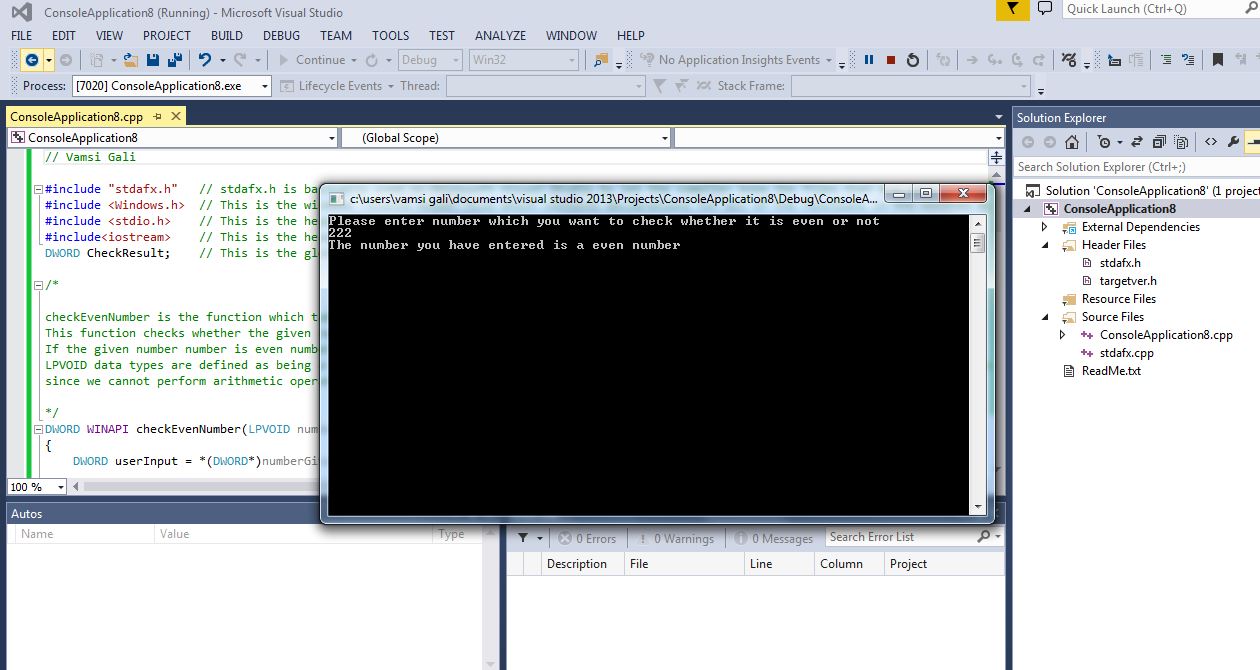 ConsoleApplication8 (Running) - Microsoft Visual Studio
Quick Launch (Ctrl+Q)
FILE EDIT VIEW PROJECT BUILD DEBUG TEAM TOOLS TEST ANALYZE WINDOW HELP
Continue Debug Win32 No Application Insights Events
Process: [7020] ConsoleApplication8.exe Lifecycle Events Thread: Stack Frame:
ConsoleApplication8.cpp
ConsoleApplication8 (Global Scope)
// Vamsi Gali
#include "stdafx.h" // stdafx.h is
#include <Windows.h> // This is the
#include <stdio.h> // This is the
#include<iostream> // This is the
DWORD CheckResult; // This is the
/*
checkEvenNumber is the function which
This function checks whether the given
If the given number number is even
LPVOID data types are defined as being
since we cannot perform arithmetic
*/
DWORD WINAPI checkEvenNumber(LPVOID
{
DWORD userInput = *(DWORD*)numberGi
100 %
c:\users\vamsi gali\documents\visual studio 2013\Projects\ConsoleApplication8\Debug\ConsoleA...
Please enter number which you want to check whether it is even or not
222
The number you have entered is a even number
Autos
Name Value Type
0 Errors 0 Warnings 0 Messages Search Error List
Description File Line Column Project
Solution Explorer
Search Solution Explorer (Ctrl+;)
Solution 'ConsoleApplication8' (1 projec
ConsoleApplication8
External Dependencies
Header Files
stdafx.h
targetver.h
Resource Files
Source Files
ConsoleApplication8.cpp
stdafx.cpp
ReadMe.txt